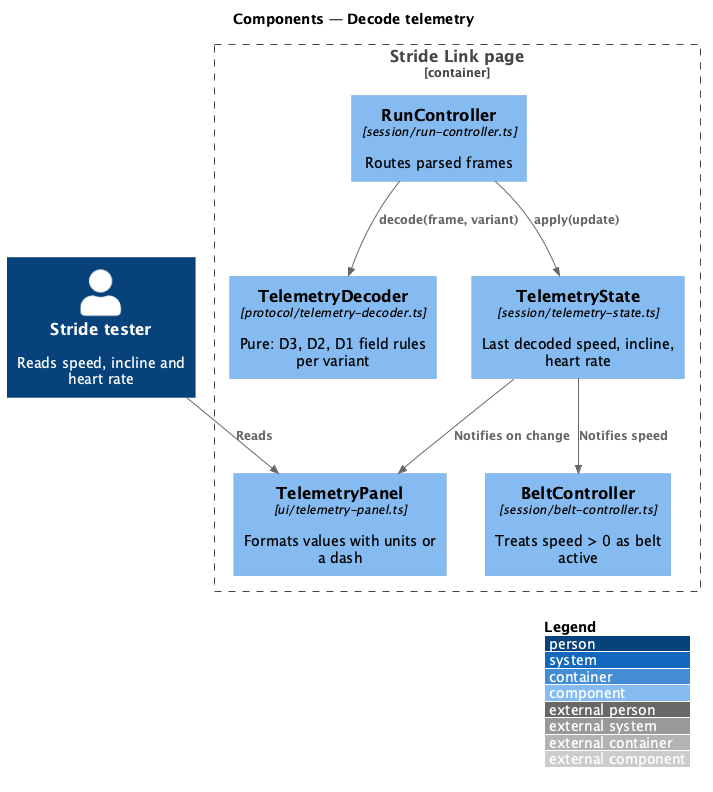 Components — Decode telemetry
Stride Link page
[container]
RunController
[session/run-controller.ts]
Routes parsed frames
decode(frame, variant)
apply(update)
Stride tester
Reads speed, incline and
heart rate
TelemetryDecoder
[protocol/telemetry-decoder.ts]
Pure: D3, D2, D1 field rules
per variant
TelemetryState
[session/telemetry-state.ts]
Last decoded speed, incline,
heart rate
Reads
Notifies on change
Notifies speed
TelemetryPanel
[ui/telemetry-panel.ts]
Formats values with units or
a dash
BeltController
[session/belt-controller.ts]
Treats speed > 0 as belt
active
Legend
person
system
container
component
external person
external system
external container
external component